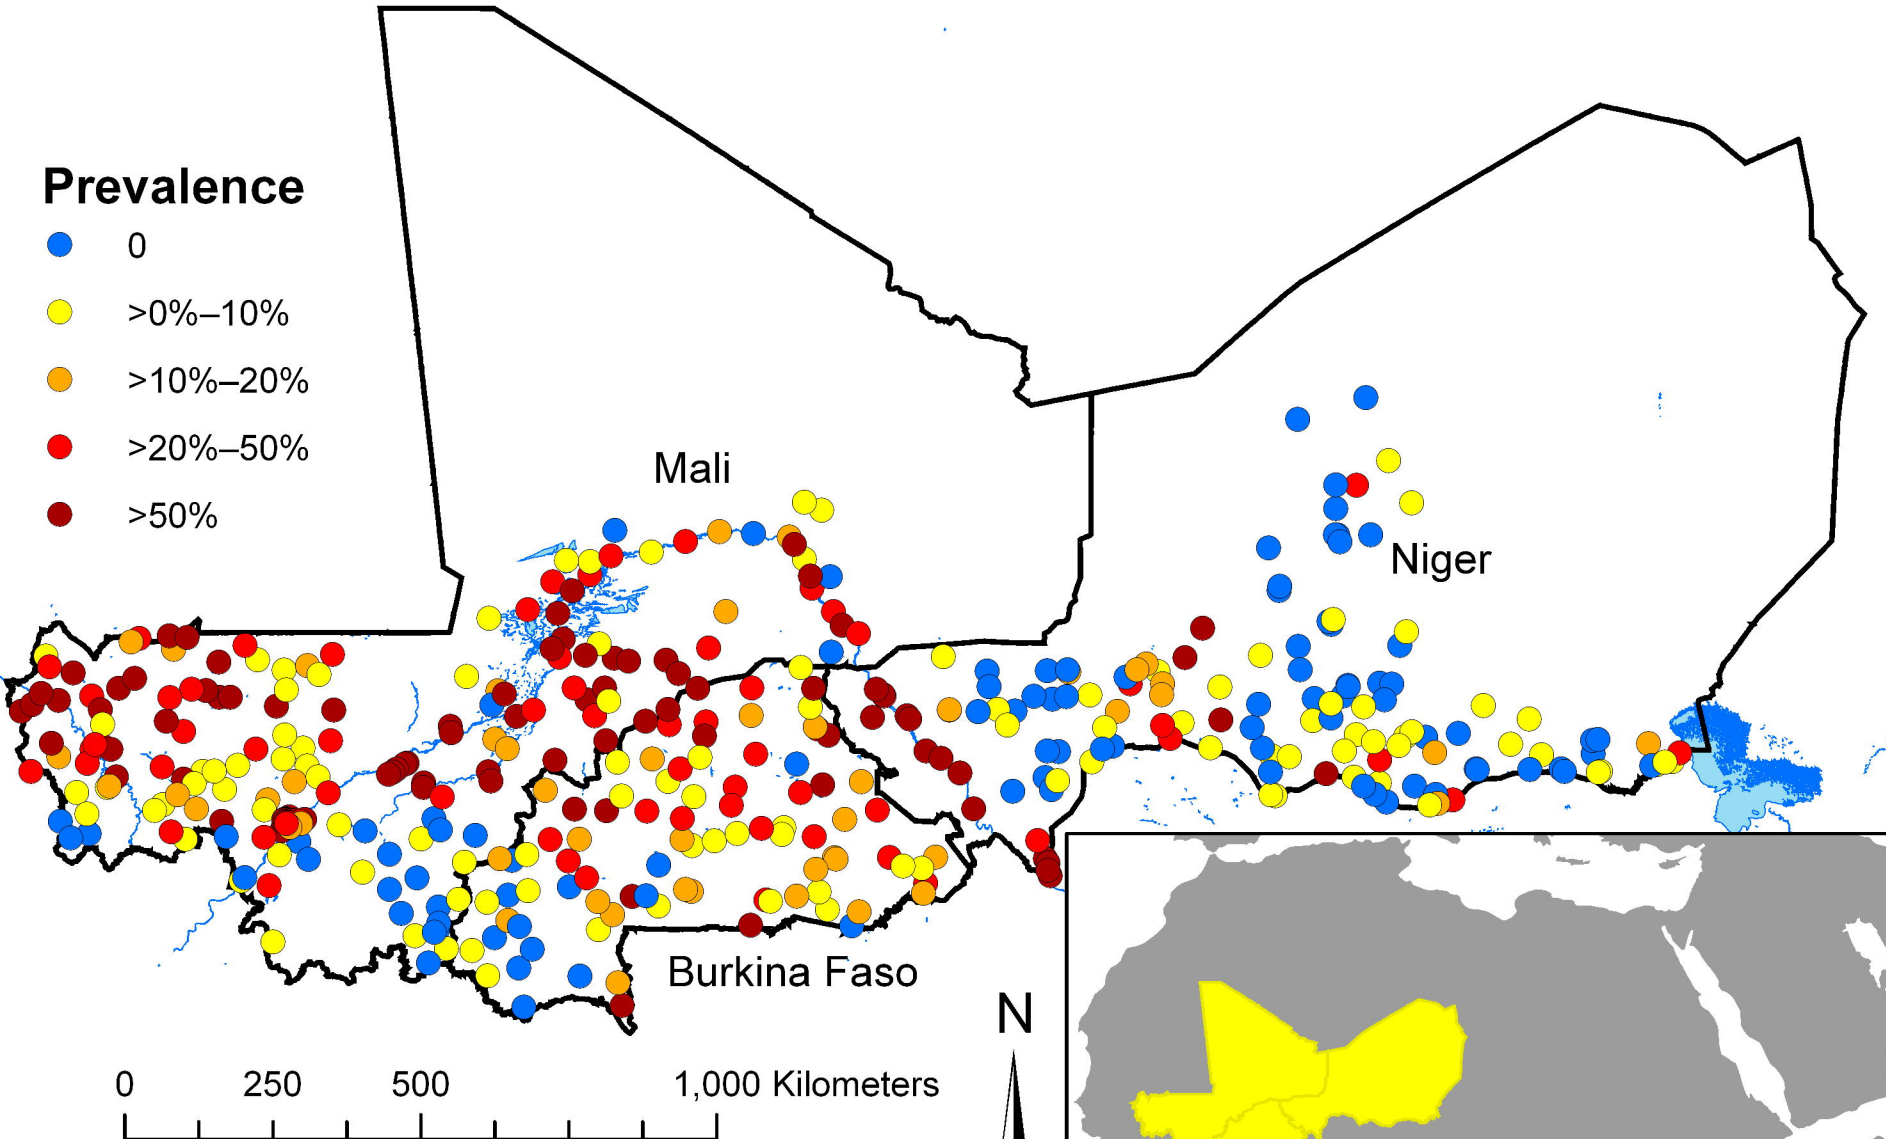 Prevalence
0
>0%–10%
>10%–20%
>20%–50%
>50%
Mali
Niger
Burkina Faso
N
0 250 500 1,000 Kilometers